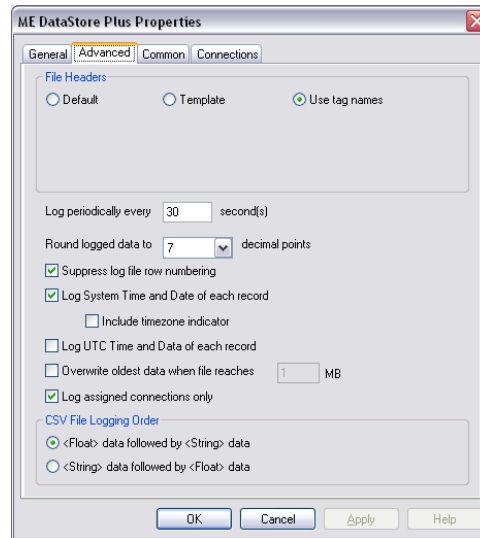 ME DataStore Plus Properties
General Advanced Common Connections
File Headers
Default Template Use tag names
Log periodically every 30 second(s)
Round logged data to 7 decimal points
Suppress log file row numbering
Log System Time and Date of each record
Include timezone indicator
Log UTC Time and Data of each record
Overwrite oldest data when file reaches 1 MB
Log assigned connections only
CSV File Logging Order
<Float> data followed by <String> data
<String> data followed by <Float> data
OK Cancel Apply Help